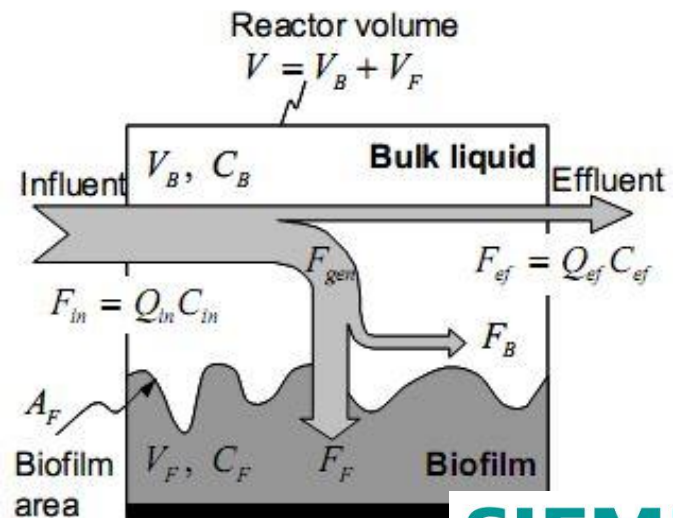 Reactor volume
V = V_B + V_F
V_B, C_B
Bulk liquid
Influent
Effluent
F_gen
F_ef = Q_ef C_ef
F_in = Q_in C_in
F_B
A_F
Biofilm
area
V_F, C_F
F_F
Biofilm